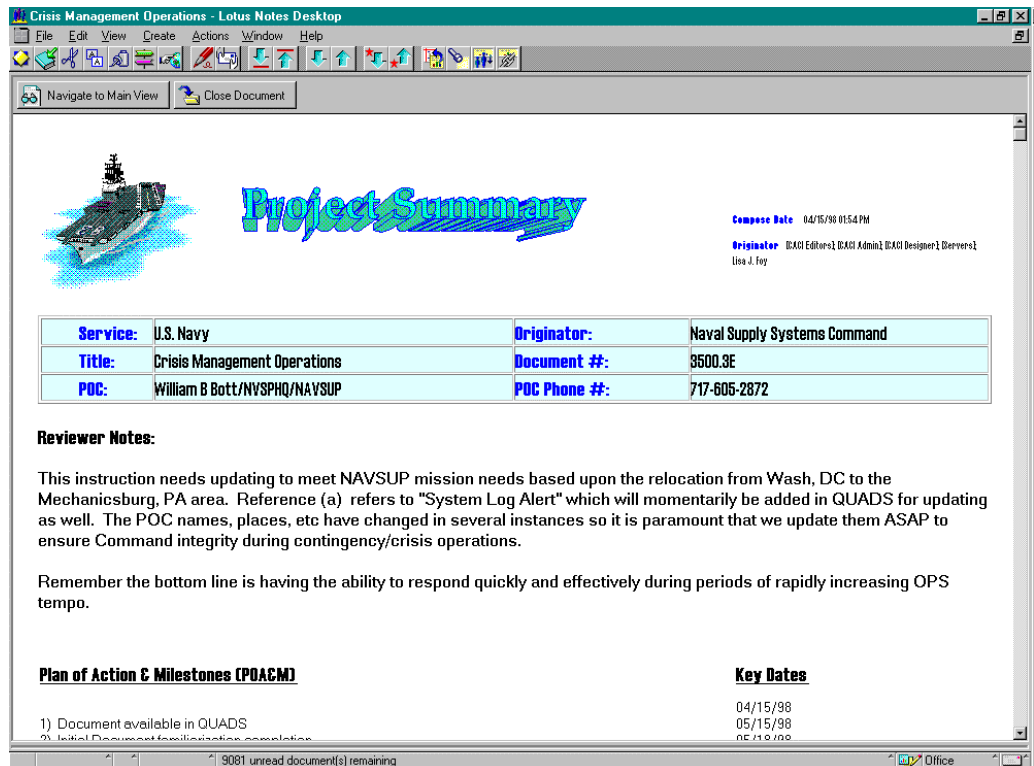 Crisis Management Operations - Lotus Notes Desktop
File Edit View Create Actions Window Help
Navigate to Main View Close Document
Project Summary
Compose Date 04/15/98 01:54 PM
Originator [CACI Editors]; [CACI Admin]; [CACI Designer]; [Servers];
Lisa J. Foy
Service: U.S. Navy Originator: Naval Supply Systems Command
Title: Crisis Management Operations Document #: 3500.3E
POC: William B Bott/NVSPHQ/NAVSUP POC Phone #: 717-605-2872
Reviewer Notes:
This instruction needs updating to meet NAVSUP mission needs based upon the relocation from Wash, DC to the
Mechanicsburg, PA area. Reference (a) refers to "System Log Alert" which will momentarily be added in QUADS for updating
as well. The POC names, places, etc have changed in several instances so it is paramount that we update them ASAP to
ensure Command integrity during contingency/crisis operations.
Remember the bottom line is having the ability to respond quickly and effectively during periods of rapidly increasing OPS
tempo.
Plan of Action & Milestones (POA&M) Key Dates
04/15/98
1) Document available in QUADS 05/15/98
2) Initial Document familiarization completion 05/18/98
9081 unread document(s) remaining Office